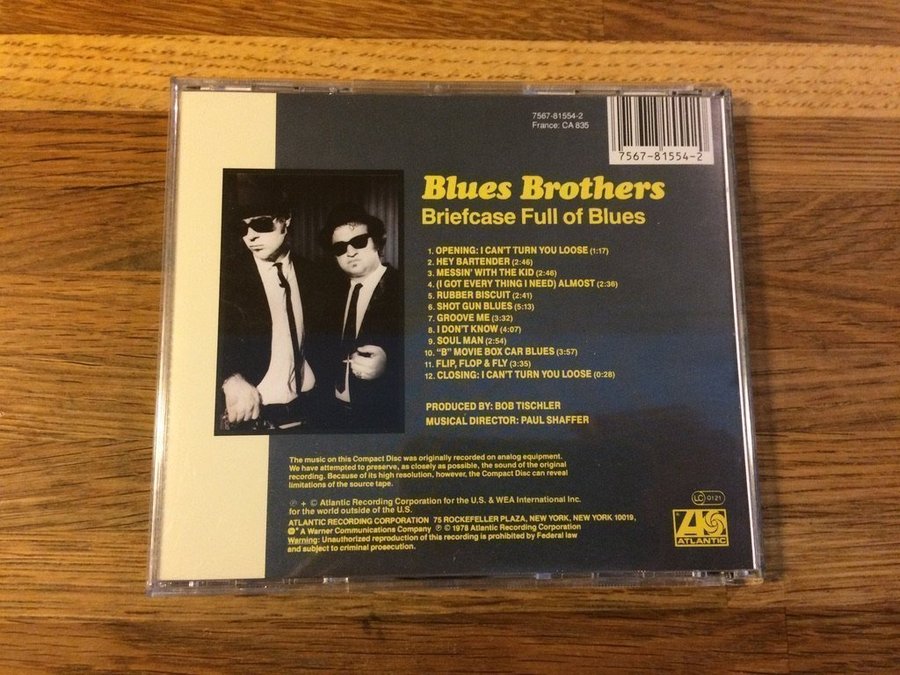 7567-81554-2
France: CA 835
7567-81554-2
Blues Brothers
Briefcase Full of Blues
1. OPENING: I CAN'T TURN YOU LOOSE (1:17)
2. HEY BARTENDER (2:46)
3. MESSIN' WITH THE KID (2:46)
4. (I GOT EVERY THING I NEED) ALMOST (2:36)
5. RUBBER BISCUIT (2:41)
6. SHOT GUN BLUES (5:13)
7. GROOVE ME (3:32)
8. I DON'T KNOW (4:07)
9. SOUL MAN (2:54)
10. "B" MOVIE BOX CAR BLUES (3:57)
11. FLIP, FLOP & FLY (3:35)
12. CLOSING: I CAN'T TURN YOU LOOSE (0:28)
PRODUCED BY: BOB TISCHLER
MUSICAL DIRECTOR: PAUL SHAFFER
The music on this Compact Disc was originally recorded on analog equipment.
We have attempted to preserve, as closely as possible, the sound of the original
recording. Because of its high resolution, however, the Compact Disc can reveal
limitations of the source tape.
℗ + © Atlantic Recording Corporation for the U.S. & WEA International Inc.
for the world outside of the U.S.
ATLANTIC RECORDING CORPORATION 75 ROCKEFELLER PLAZA, NEW YORK, NEW YORK 10019,
A Warner Communications Company ℗ © 1978 Atlantic Recording Corporation
Warning: Unauthorized reproduction of this recording is prohibited by Federal law
and subject to criminal prosecution.
LC 0121
ATLANTIC